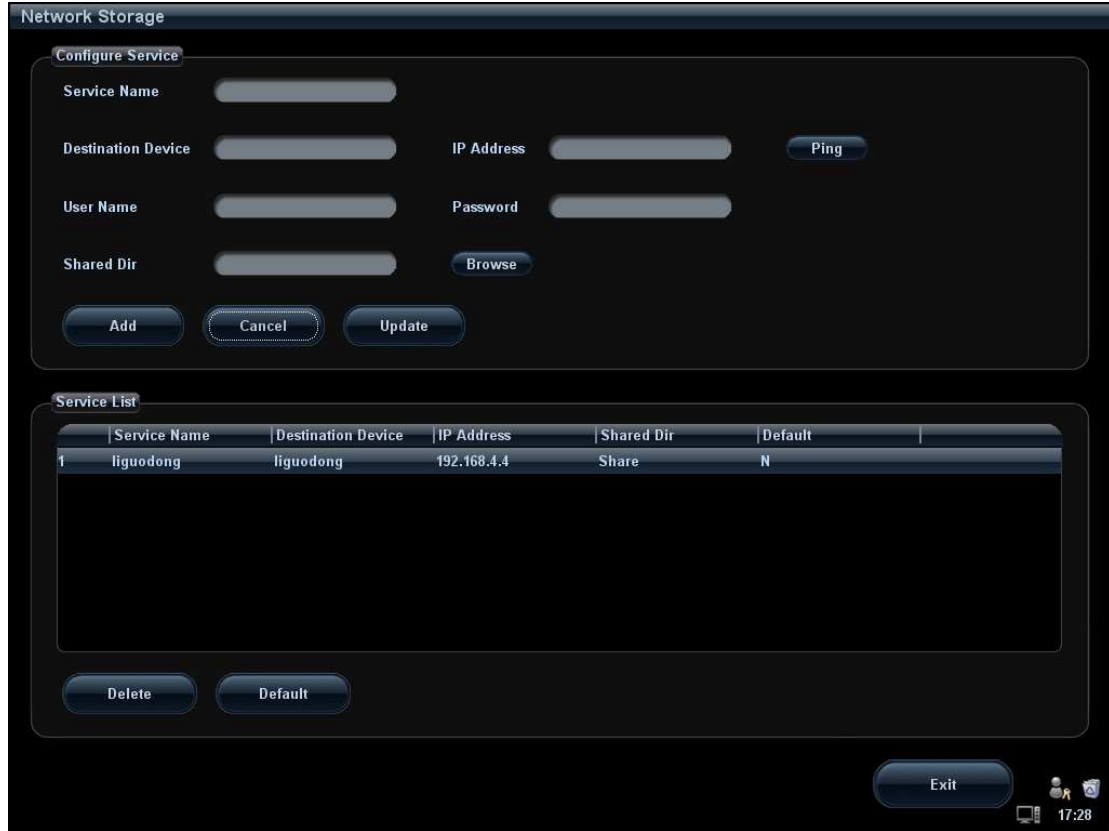 Network Storage
Configure Service
Service Name
Destination Device IP Address Ping
User Name Password
Shared Dir Browse
Add Cancel Update
Service List
Service Name Destination Device IP Address Shared Dir Default
1 liguodong liguodong 192.168.4.4 Share N
Delete Default
Exit
17:28